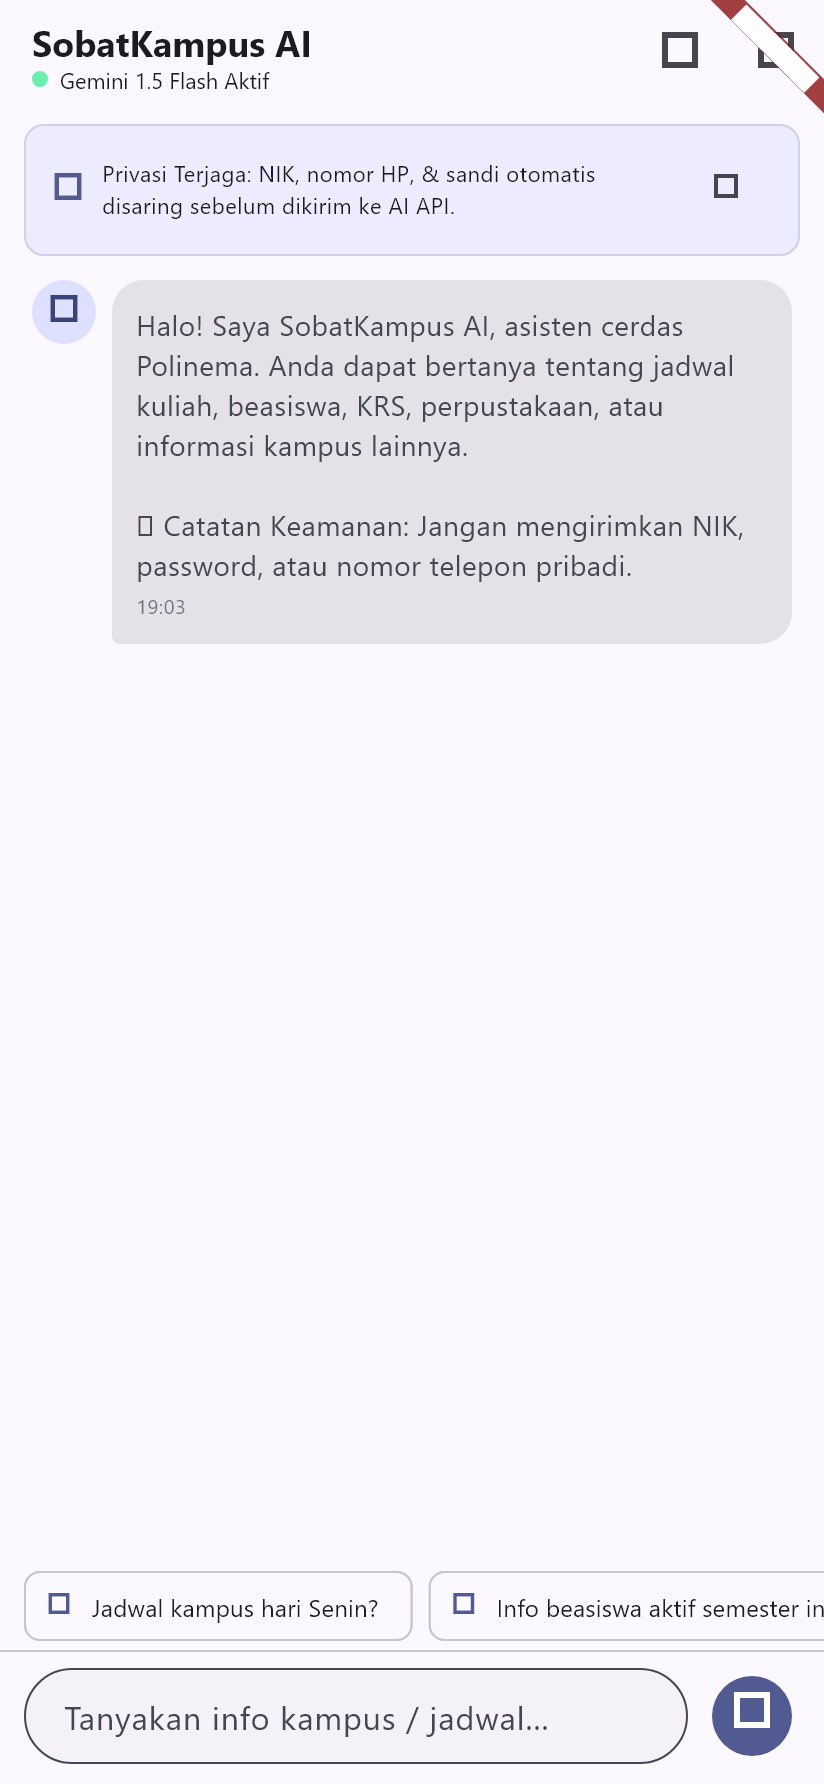 SobatKampus AI
Gemini 1.5 Flash Aktif
Privasi Terjaga: NIK, nomor HP, & sandi otomatis
disaring sebelum dikirim ke AI API.
Halo! Saya SobatKampus AI, asisten cerdas
Polinema. Anda dapat bertanya tentang jadwal
kuliah, beasiswa, KRS, perpustakaan, atau
informasi kampus lainnya.
Catatan Keamanan: Jangan mengirimkan NIK,
password, atau nomor telepon pribadi.
19:03
Jadwal kampus hari Senin?
Info beasiswa aktif semester in
Tanyakan info kampus / jadwal...